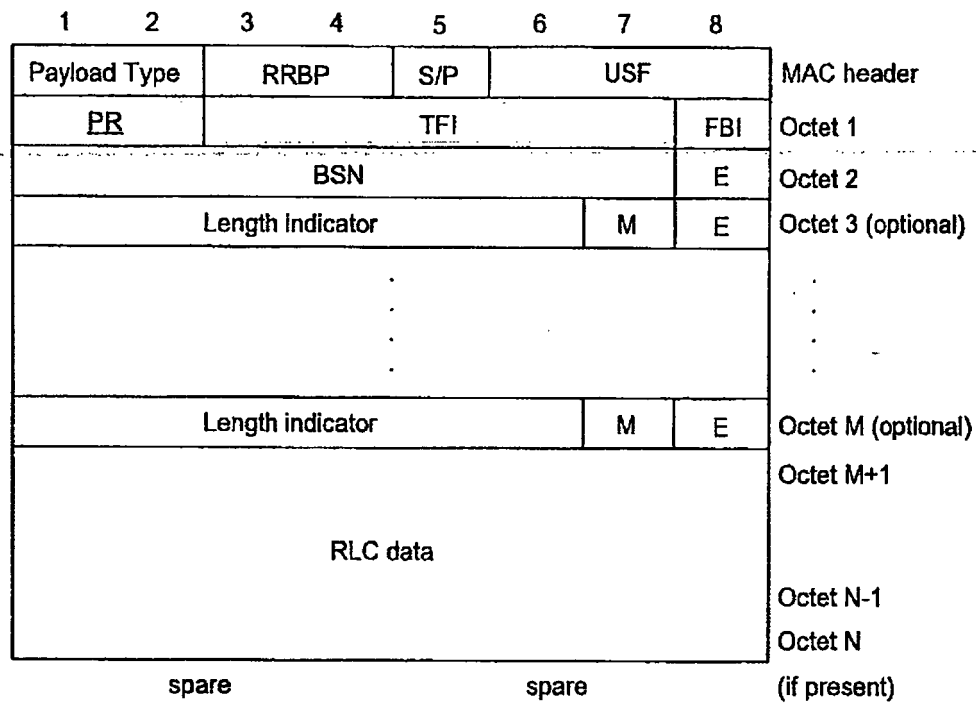 1 2 3 4 5 6 7 8
Payload Type RRBP S/P USF MAC header
PR TFI FBI Octet 1
BSN E Octet 2
Length indicator M E Octet 3 (optional)
Length indicator M E Octet M (optional)
Octet M+1
RLC data
Octet N-1
Octet N
spare spare (if present)